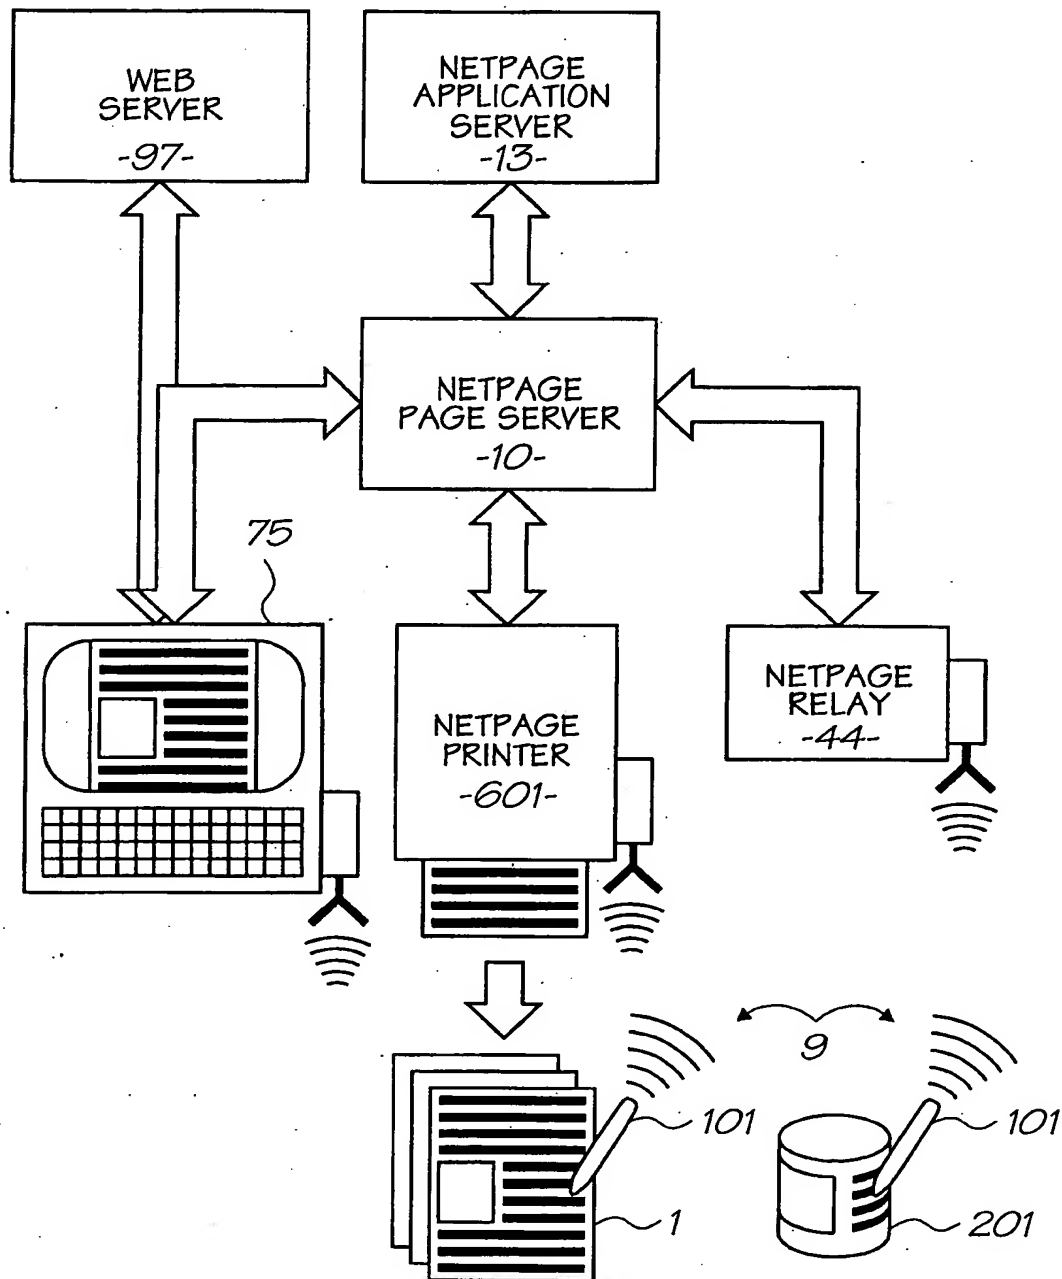 WEB
SERVER
-97-
NETPAGE
APPLICATION
SERVER
-13-
NETPAGE
PAGE SERVER
-10-
75
NETPAGE
PRINTER
-601-
NETPAGE
RELAY
-44-
9
101
101
1
201